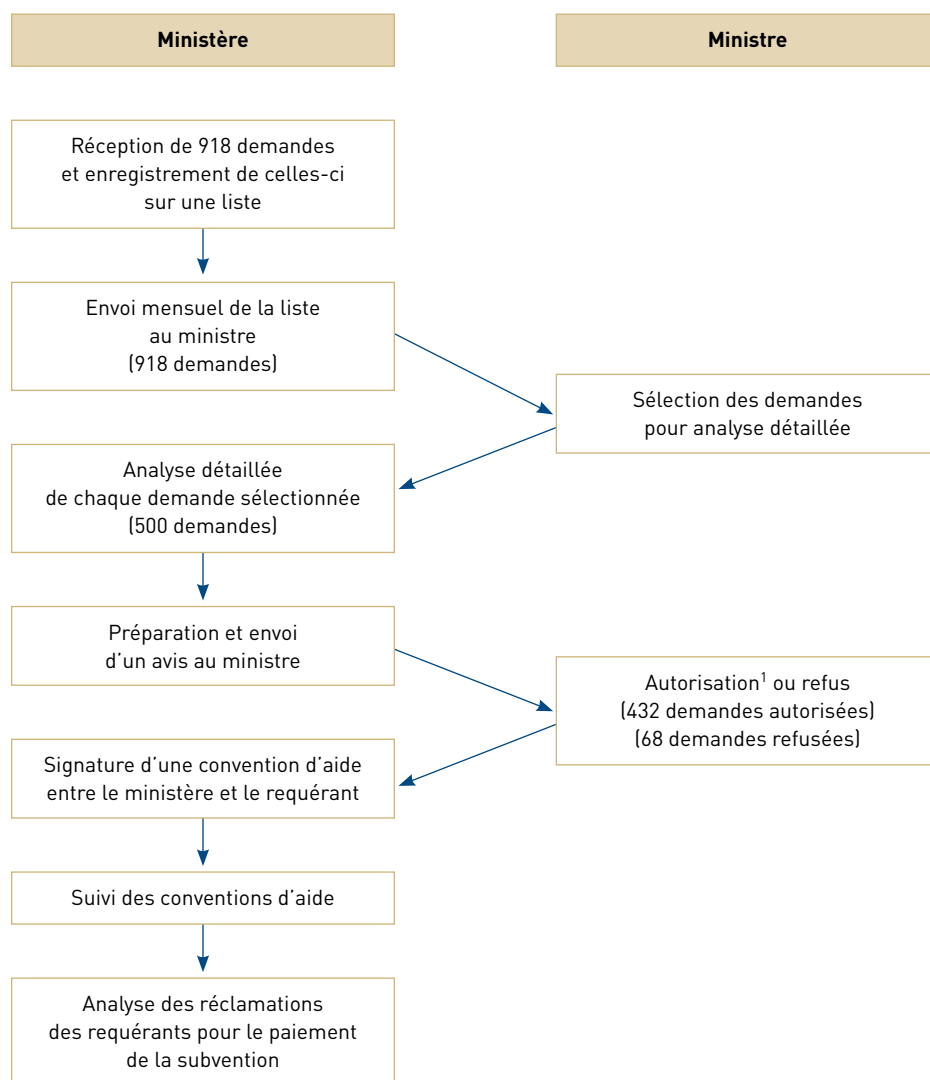 Ministère
Ministre
Réception de 918 demandes
et enregistrement de celles-ci
sur une liste
Envoi mensuel de la liste
au ministre
(918 demandes)
Sélection des demandes
pour analyse détaillée
Analyse détaillée
de chaque demande sélectionnée
(500 demandes)
Préparation et envoi
d'un avis au ministre
Autorisation¹ ou refus
(432 demandes autorisées)
(68 demandes refusées)
Signature d'une convention d'aide
entre le ministère et le requérant
Suivi des conventions d'aide
Analyse des réclamations
des requérants pour le paiement
de la subvention